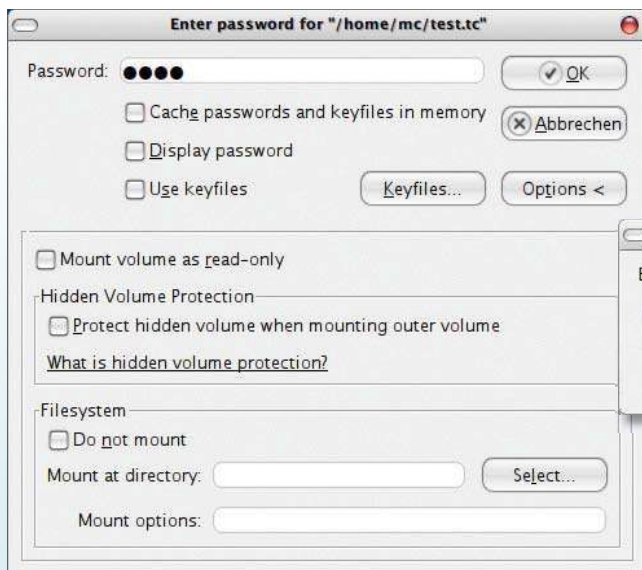 Enter password for "/home/mc/test.tc"
Password: ●●●●
OK
Cache passwords and keyfiles in memory
Abbrechen
Display password
Use keyfiles
Keyfiles...
Options <
Mount volume as read-only
Hidden Volume Protection
Protect hidden volume when mounting outer volume
What is hidden volume protection?
Filesystem
Do not mount
Mount at directory:
Select...
Mount options: